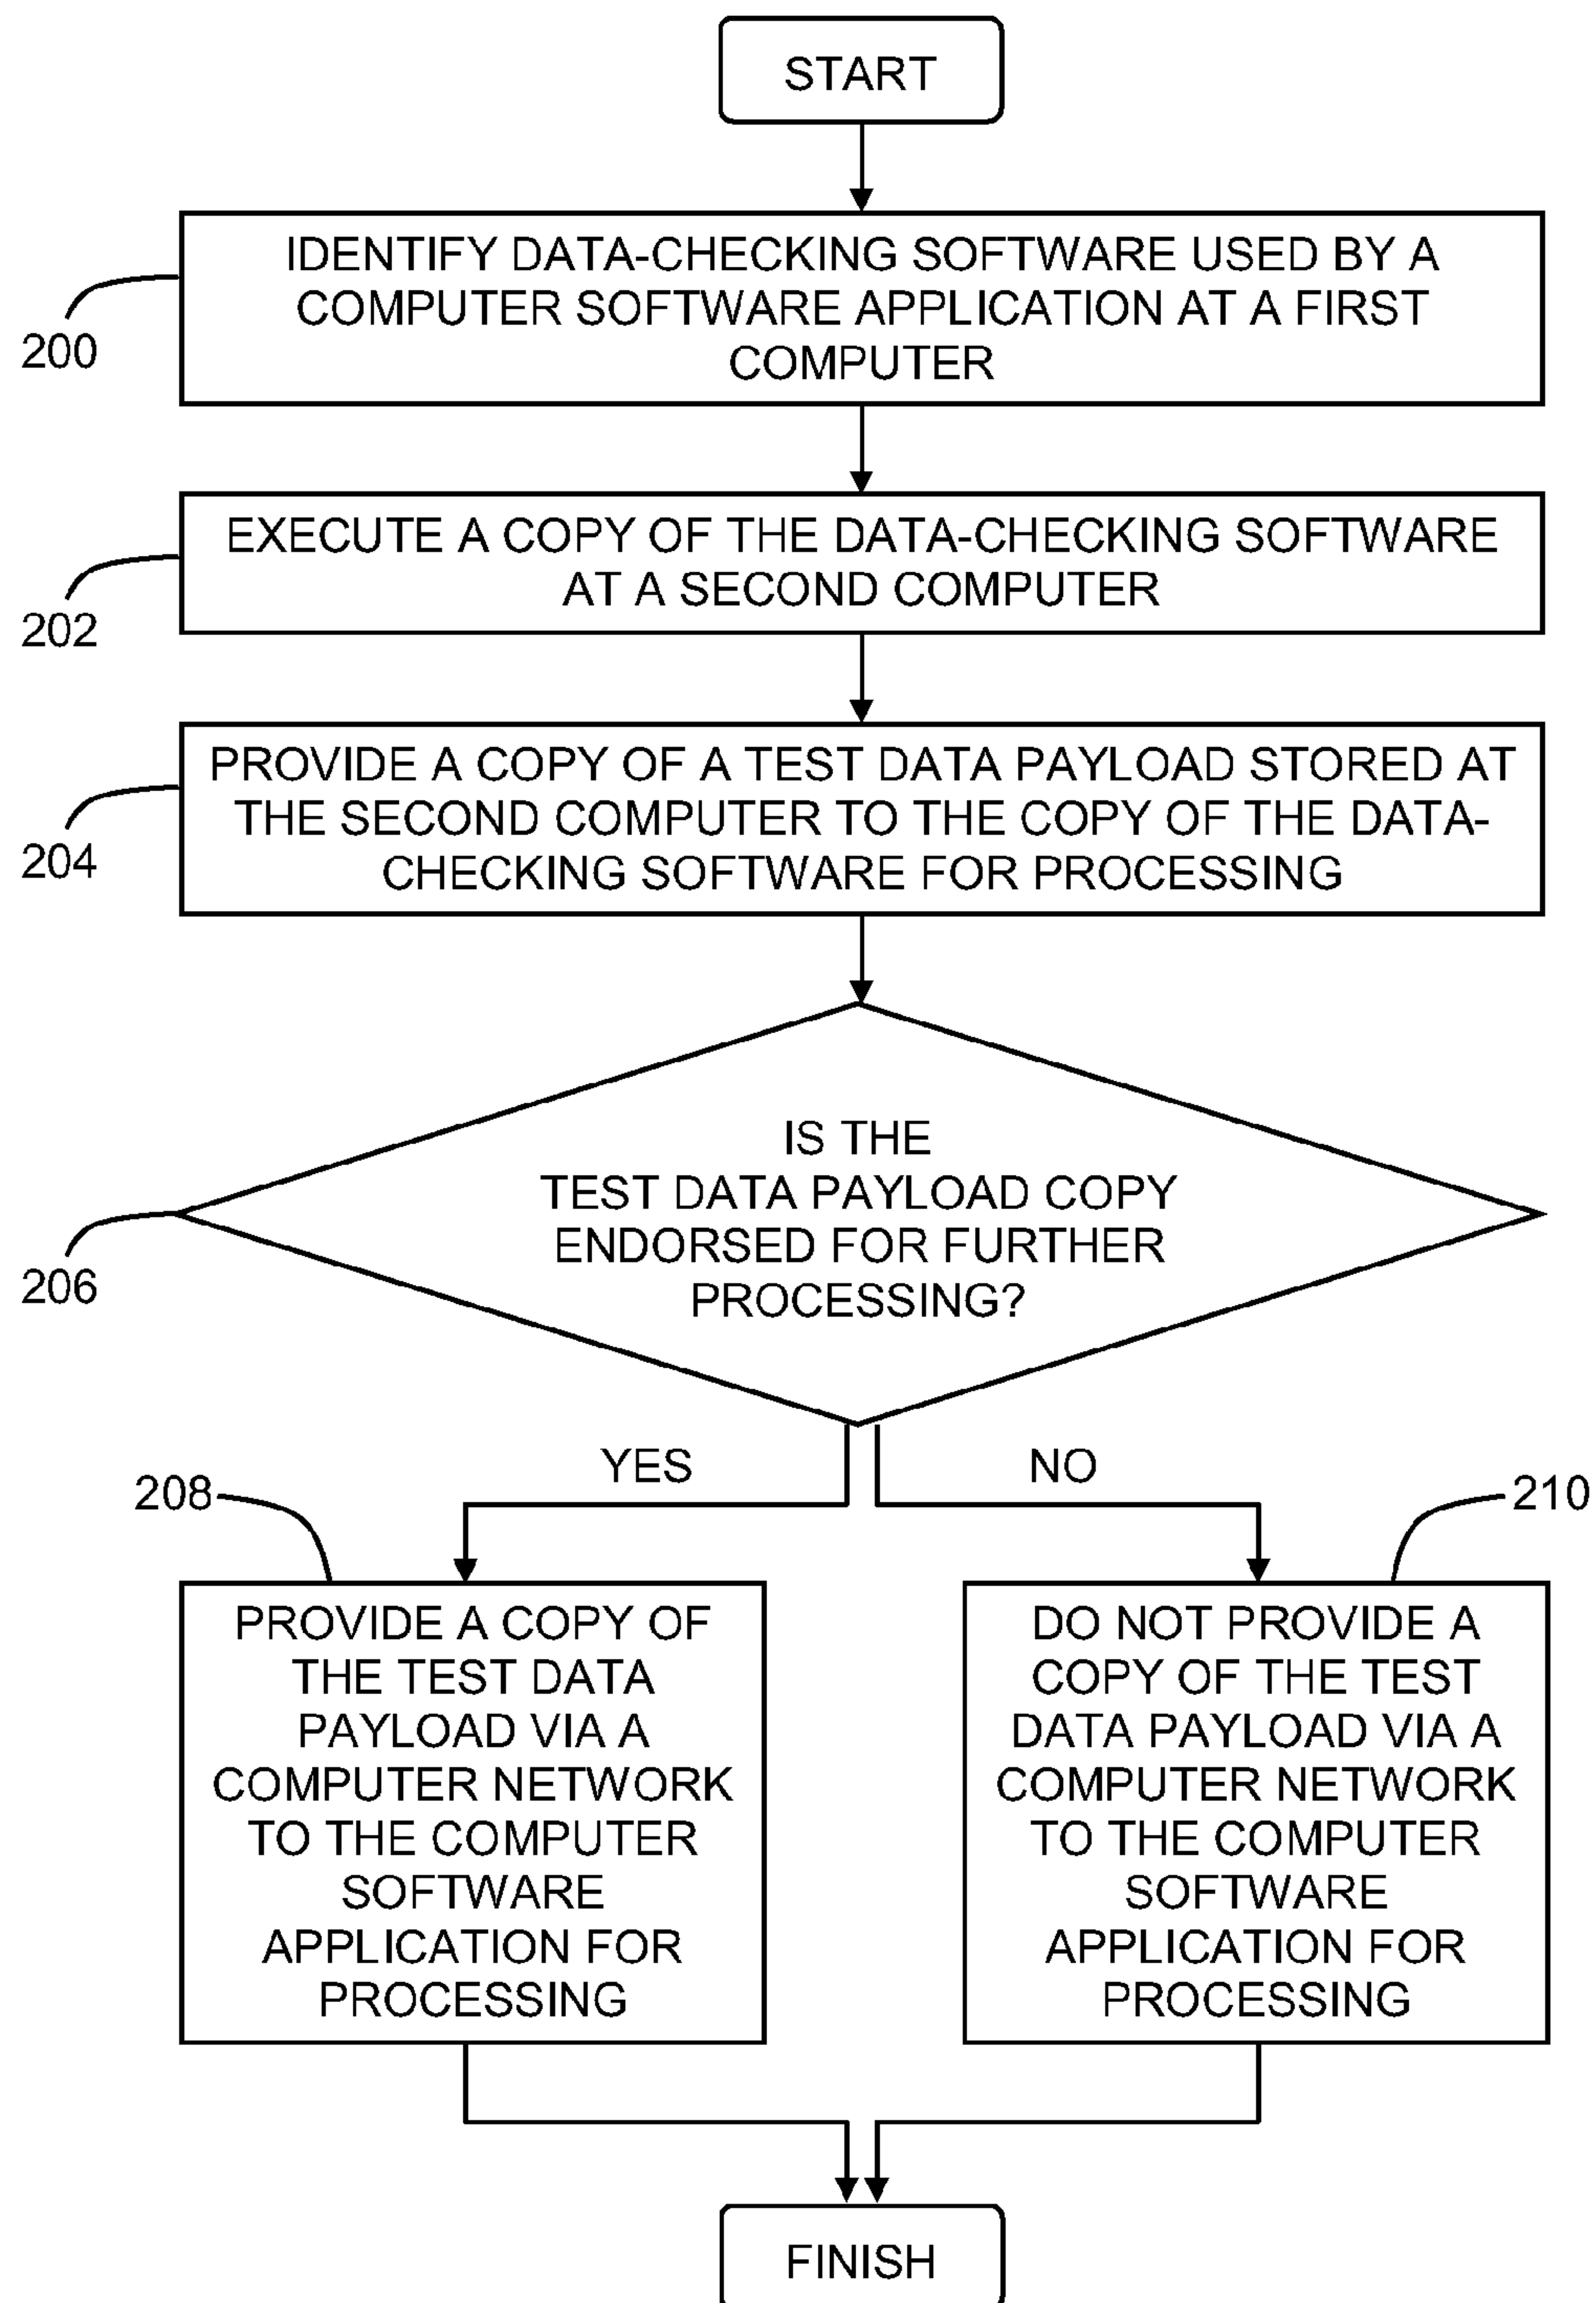 START
IDENTIFY DATA-CHECKING SOFTWARE USED BY A
COMPUTER SOFTWARE APPLICATION AT A FIRST
COMPUTER
200
EXECUTE A COPY OF THE DATA-CHECKING SOFTWARE
AT A SECOND COMPUTER
202
PROVIDE A COPY OF A TEST DATA PAYLOAD STORED AT
THE SECOND COMPUTER TO THE COPY OF THE DATA-
CHECKING SOFTWARE FOR PROCESSING
204
IS THE
TEST DATA PAYLOAD COPY
ENDORSED FOR FURTHER
PROCESSING?
206
YES
NO
208
210
PROVIDE A COPY OF
THE TEST DATA
PAYLOAD VIA A
COMPUTER NETWORK
TO THE COMPUTER
SOFTWARE
APPLICATION FOR
PROCESSING
DO NOT PROVIDE A
COPY OF THE TEST
DATA PAYLOAD VIA A
COMPUTER NETWORK
TO THE COMPUTER
SOFTWARE
APPLICATION FOR
PROCESSING
FINISH